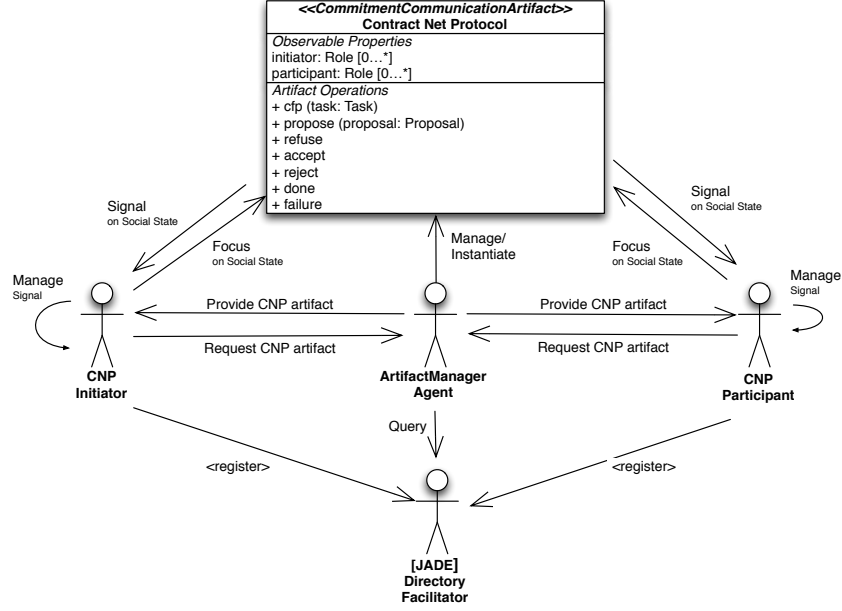 <<CommitmentCommunicationArtifact>>
Contract Net Protocol
Observable Properties
initiator: Role [0...*]
participant: Role [0...*]
Artifact Operations
+ cfp (task: Task)
+ propose (proposal: Proposal)
+ refuse
+ accept
+ reject
+ done
+ failure
Signal
on Social State
Focus
on Social State
Manage/
Instantiate
Signal
on Social State
Focus
on Social State
Manage
Signal
Provide CNP artifact
Request CNP artifact
Provide CNP artifact
Request CNP artifact
Manage
Signal
CNP
Initiator
ArtifactManager
Agent
CNP
Participant
Query
<register>
<register>
[JADE]
Directory
Facilitator